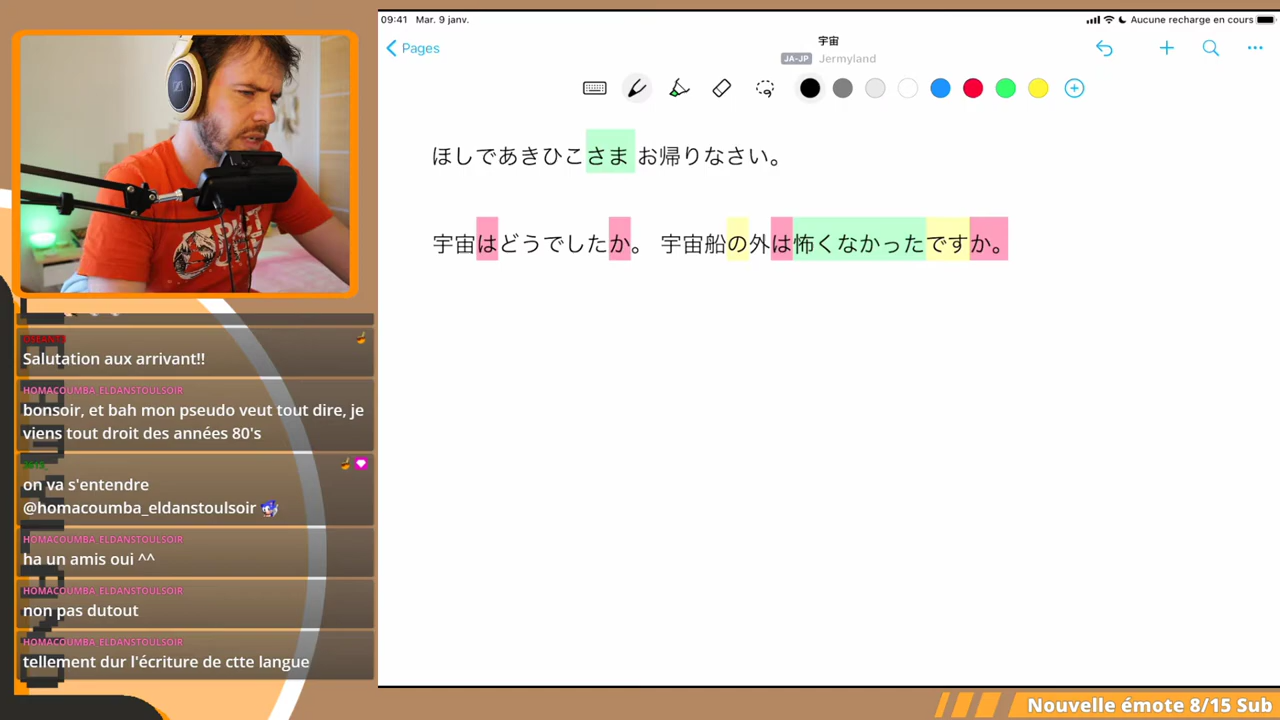 09:41 Mar. 9 janv.
Aucune recharge en cours
Pages
宇宙
JA-JP Jermyland
ほしであきひこさま お帰りなさい。
宇宙はどうでしたか。 宇宙船の外は怖くなかったですか。
Salutation aux arrivant!!
HOMACOUMBA_ELDANSTOULSOIR
bonsoir, et bah mon pseudo veut tout dire, je
viens tout droit des années 80's
on va s'entendre
@homacoumba_eldanstoulsoir
HOMACOUMBA_ELDANSTOULSOIR
ha un amis oui ^^
HOMACOUMBA_ELDANSTOULSOIR
non pas dutout
HOMACOUMBA_ELDANSTOULSOIR
tellement dur l'écriture de ctte langue
Nouvelle émote 8/15 Sub